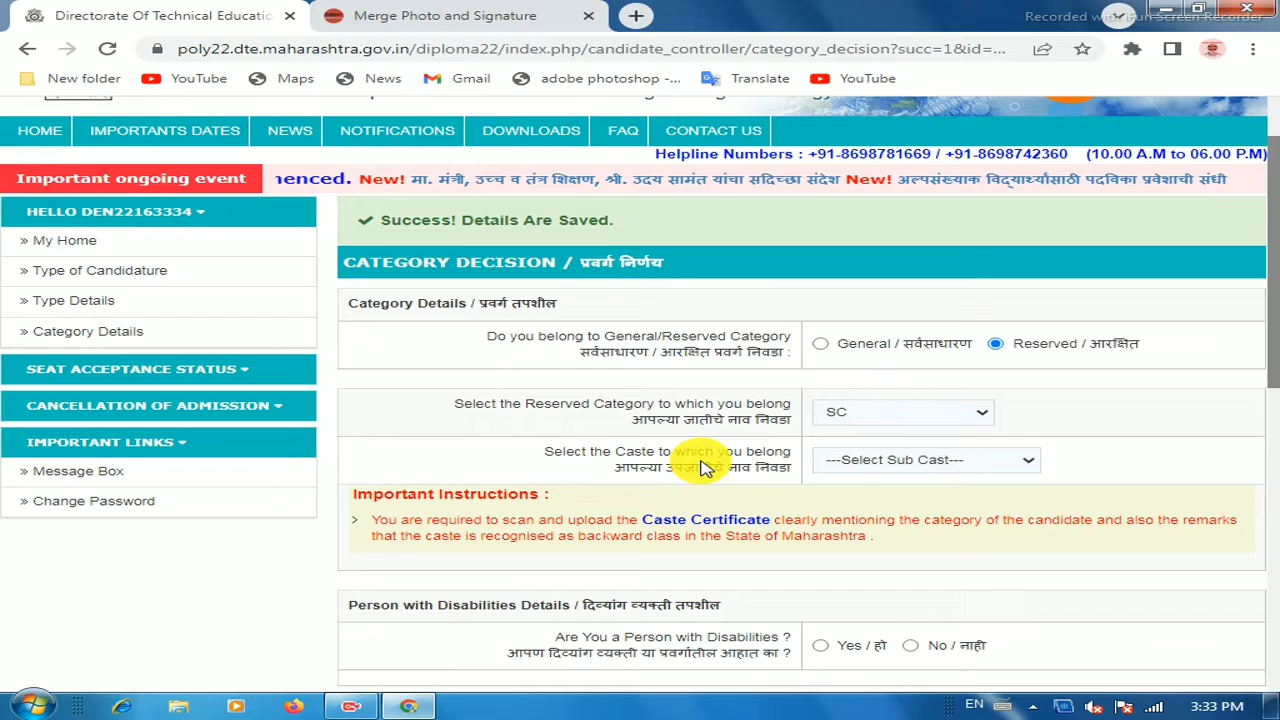 Directorate Of Technical Educatio
Merge Photo and Signature
Recorded with iFun Screen Recorder
poly22.dte.maharashtra.gov.in/diploma22/index.php/candidate_controller/category_decision?succ=1&id=...
New folder YouTube Maps News Gmail adobe photoshop -... Translate YouTube
HOME IMPORTANTS DATES NEWS NOTIFICATIONS DOWNLOADS FAQ CONTACT US
Helpline Numbers : +91-8698781669 / +91-8698742360 (10.00 A.M to 06.00 P.M)
Important ongoing event
nenced. New! मा. मंत्री, उच्च व तंत्र शिक्षण, श्री. उदय सामंत यांचा सदिच्छा संदेश New! अल्पसंख्याक विद्यार्थ्यांसाठी पदविका प्रवेशाची संधी
HELLO DEN22163334
» My Home
» Type of Candidature
» Type Details
» Category Details
SEAT ACCEPTANCE STATUS
CANCELLATION OF ADMISSION
IMPORTANT LINKS
» Message Box
» Change Password
Success! Details Are Saved.
CATEGORY DECISION / प्रवर्ग निर्णय
Category Details / प्रवर्ग तपशील
Do you belong to General/Reserved Category
सर्वसाधारण / आरक्षित प्रवर्ग निवडा :
General / सर्वसाधारण Reserved / आरक्षित
Select the Reserved Category to which you belong
आपल्या जातीचे नाव निवडा
SC
Select the Caste to which you belong
आपल्या उपजातीचे नाव निवडा
---Select Sub Cast---
Important Instructions :
> You are required to scan and upload the Caste Certificate clearly mentioning the category of the candidate and also the remarks
that the caste is recognised as backward class in the State of Maharashtra .
Person with Disabilities Details / दिव्यांग व्यक्ती तपशील
Are You a Person with Disabilities ?
आपण दिव्यांग व्यक्ती या प्रवर्गातील आहात का ?
Yes / हो No / नाही
EN
3:33 PM